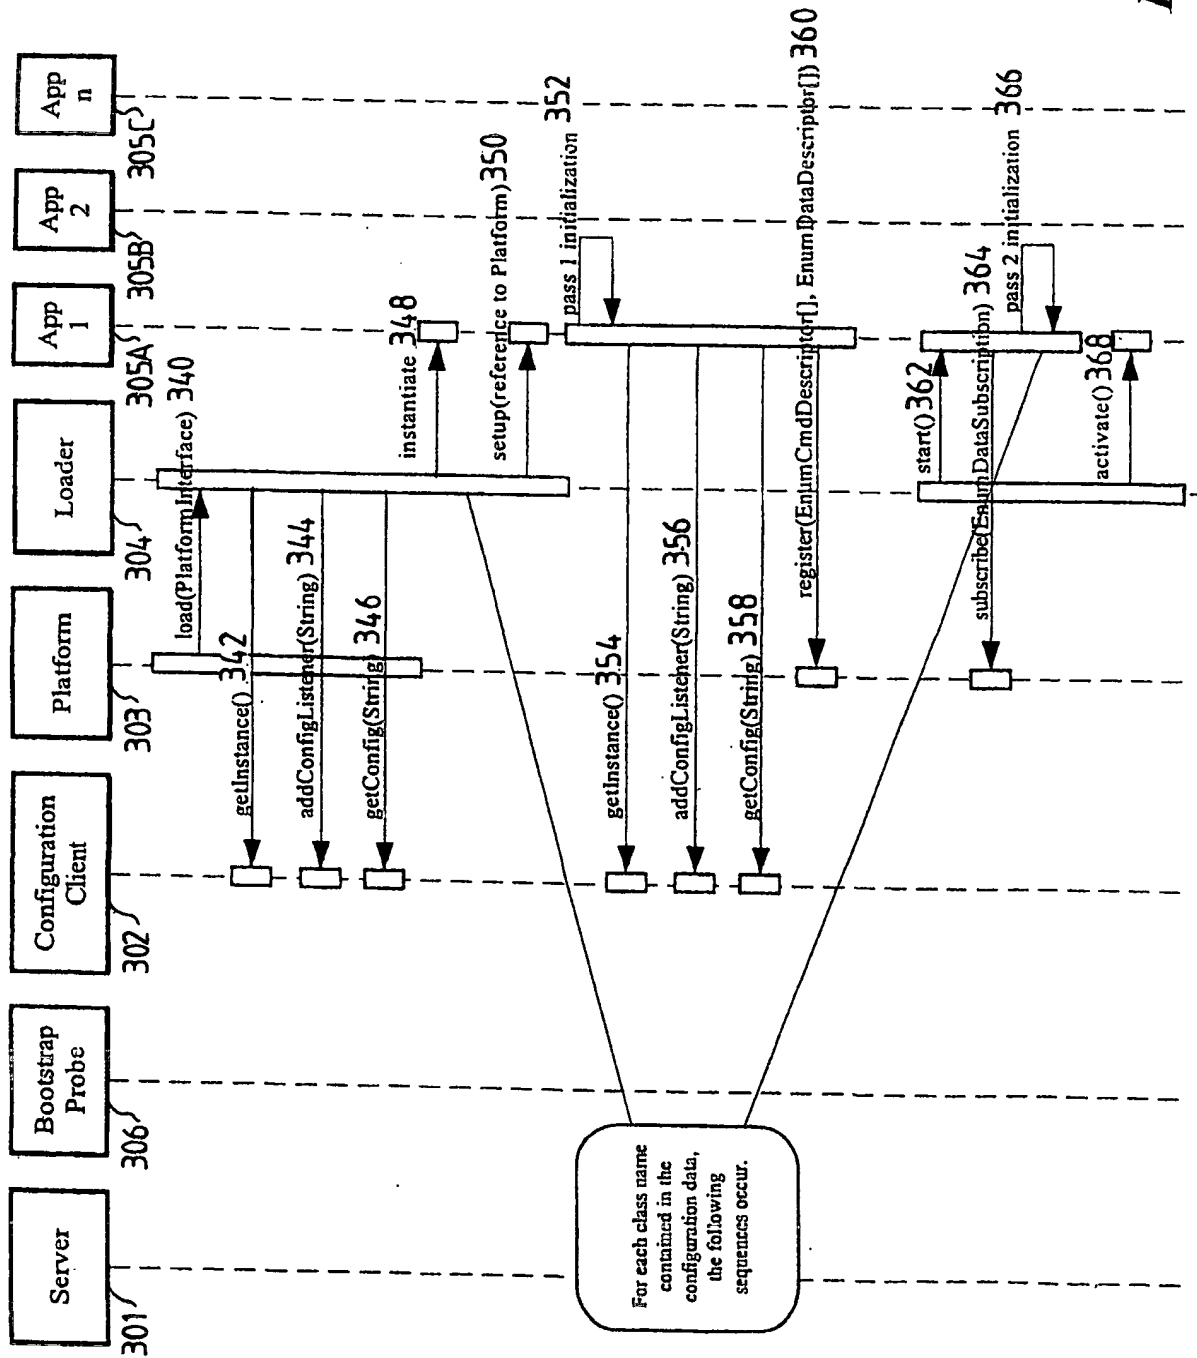 Server
301
Bootstrap
Probe
306
Configuration
Client
302
Platform
303
Loader
304
App
1
305A
App
2
305B
App
n
305C
load(PlatformInterface) 340
getInstance() 342
addConfigListener(String) 344
getConfig(String) 346
instantiate 348
setup(reference to Platform) 350
pass 1 initialization 352
getInstance() 354
addConfigListener(String) 356
getConfig(String) 358
register(EnumCmdDescriptor[], EnumDataDescriptor[]) 360
start() 362
subscribe(EnumDataSubscription) 364
pass 2 initialization 366
activate() 368
For each class name
contained in the
configuration data,
the following
sequences occur.